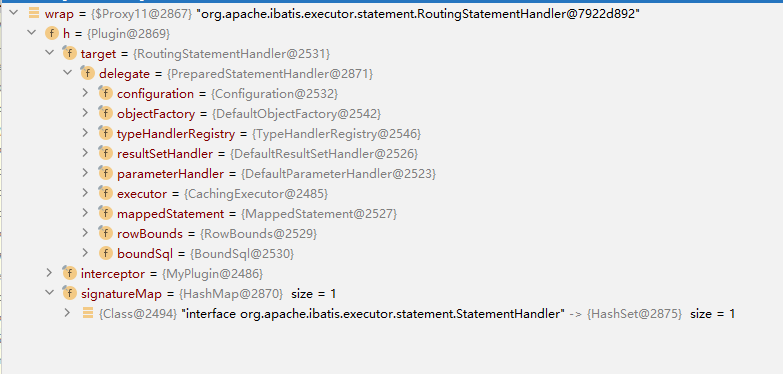 wrap = {$Proxy11@2867} "org.apache.ibatis.executor.statement.RoutingStatementHandler@7922d892"
f h = {Plugin@2869}
f target = {RoutingStatementHandler@2531}
f delegate = {PreparedStatementHandler@2871}
f configuration = {Configuration@2532}
f objectFactory = {DefaultObjectFactory@2542}
f typeHandlerRegistry = {TypeHandlerRegistry@2546}
f resultSetHandler = {DefaultResultSetHandler@2526}
f parameterHandler = {DefaultParameterHandler@2523}
f executor = {CachingExecutor@2485}
f mappedStatement = {MappedStatement@2527}
f rowBounds = {RowBounds@2529}
f boundSql = {BoundSql@2530}
f interceptor = {MyPlugin@2486}
f signatureMap = {HashMap@2870} size = 1
{Class@2494} "interface org.apache.ibatis.executor.statement.StatementHandler" -> {HashSet@2875} size = 1